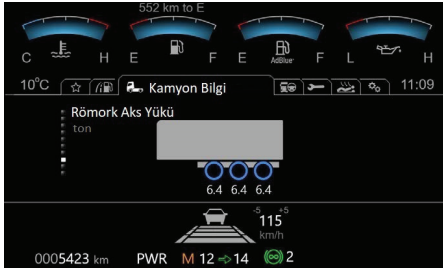 552 km to E
C H E F E AdBlue F L H
10°C Kamyon Bilgi 11:09
Römork Aks Yükü
ton
6.4 6.4 6.4
-5 +5
115
km/h
0005423 km PWR M 12 14 2